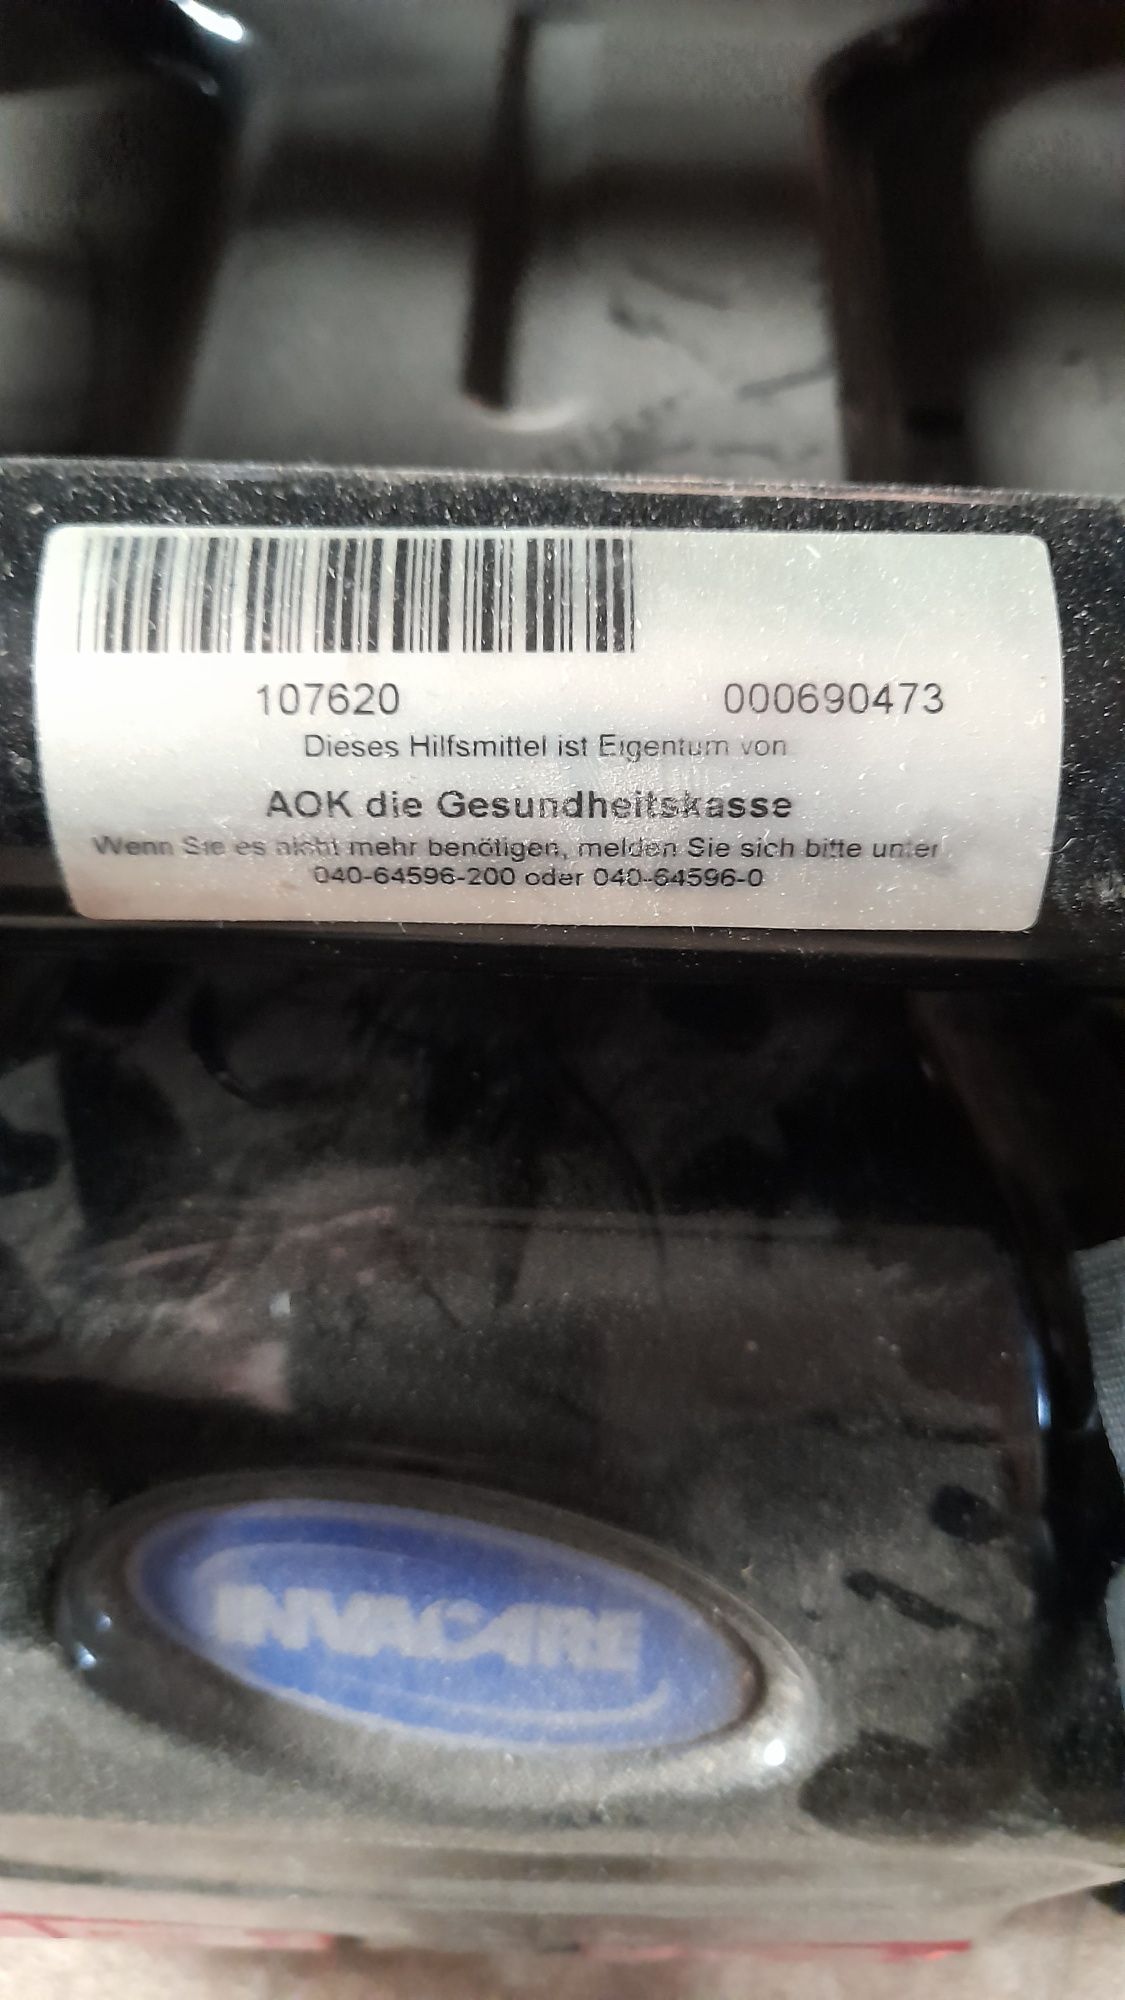 107620 000690473
Dieses Hilfsmittel ist Eigentum von
AOK die Gesundheitskasse
Wenn Sie es nicht mehr benötigen, melden Sie sich bitte unter
040-64596-200 oder 040-64596-0
INVACARE